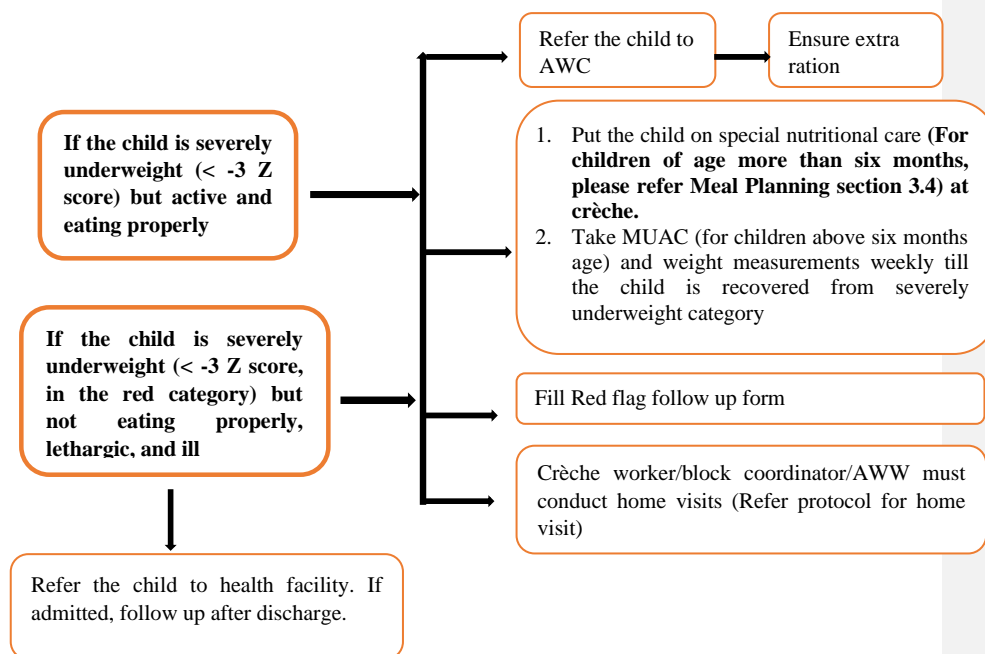 If the child is severely
underweight (< -3 Z
score) but active and
eating properly
If the child is severely
underweight (< -3 Z score,
in the red category) but
not eating properly,
lethargic, and ill
Refer the child to health facility. If
admitted, follow up after discharge.
Refer the child to
AWC
Ensure extra
ration
1. Put the child on special nutritional care (For
children of age more than six months,
please refer Meal Planning section 3.4) at
crèche.
2. Take MUAC (for children above six months
age) and weight measurements weekly till
the child is recovered from severely
underweight category
Fill Red flag follow up form
Crèche worker/block coordinator/AWW must
conduct home visits (Refer protocol for home
visit)